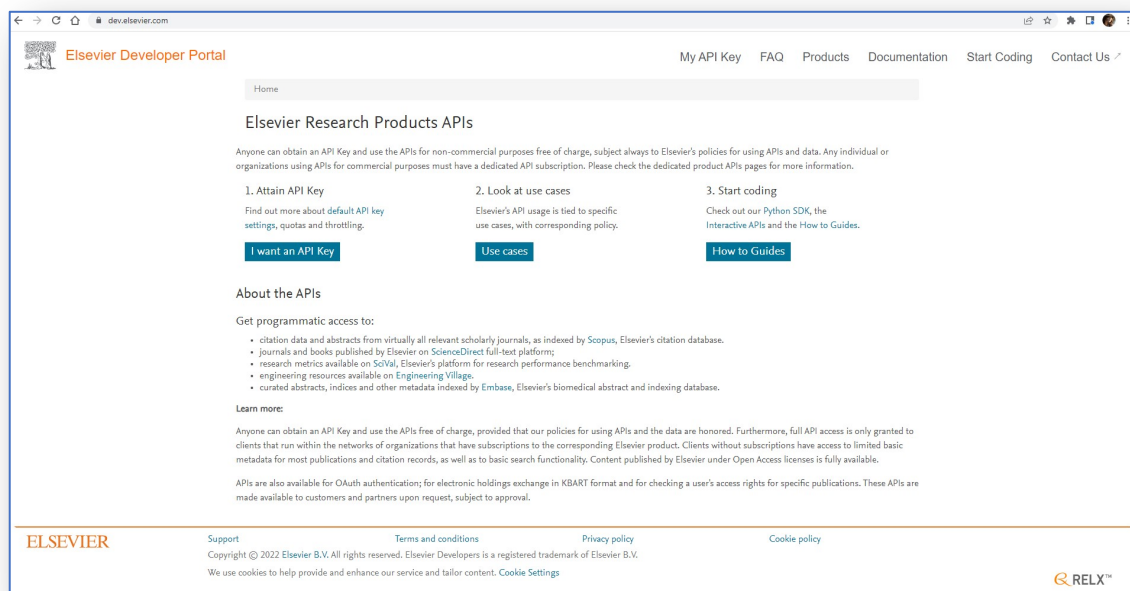 dev.elsevier.com
Elsevier Developer Portal
My API Key FAQ Products Documentation Start Coding Contact Us
Home
Elsevier Research Products APIs
Anyone can obtain an API Key and use the APIs for non-commercial purposes free of charge, subject always to Elsevier's policies for using APIs and data. Any individual or
organizations using APIs for commercial purposes must have a dedicated API subscription. Please check the dedicated product APIs pages for more information.
1. Attain API Key
Find out more about default API key
settings, quotas and throttling.
I want an API Key
2. Look at use cases
Elsevier's API usage is tied to specific
use cases, with corresponding policy.
Use cases
3. Start coding
Check out our Python SDK, the
Interactive APIs and the How to Guides.
How to Guides
About the APIs
Get programmatic access to:
• citation data and abstracts from virtually all relevant scholarly journals, as indexed by Scopus, Elsevier's citation database.
• journals and books published by Elsevier on ScienceDirect full-text platform;
• research metrics available on SciVal, Elsevier's platform for research performance benchmarking.
• engineering resources available on Engineering Village.
• curated abstracts, indices and other metadata indexed by Embase, Elsevier's biomedical abstract and indexing database.
Learn more:
Anyone can obtain an API Key and use the APIs free of charge, provided that our policies for using APIs and the data are honored. Furthermore, full API access is only granted to
clients that run within the networks of organizations that have subscriptions to the corresponding Elsevier product. Clients without subscriptions have access to limited basic
metadata for most publications and citation records, as well as to basic search functionality. Content published by Elsevier under Open Access licenses is fully available.
APIs are also available for OAuth authentication; for electronic holdings exchange in KBART format and for checking a user's access rights for specific publications. These APIs are
made available to customers and partners upon request, subject to approval.
ELSEVIER
Support Terms and conditions Privacy policy Cookie policy
Copyright © 2022 Elsevier B.V. All rights reserved. Elsevier Developers is a registered trademark of Elsevier B.V.
We use cookies to help provide and enhance our service and tailor content. Cookie Settings
RELX™